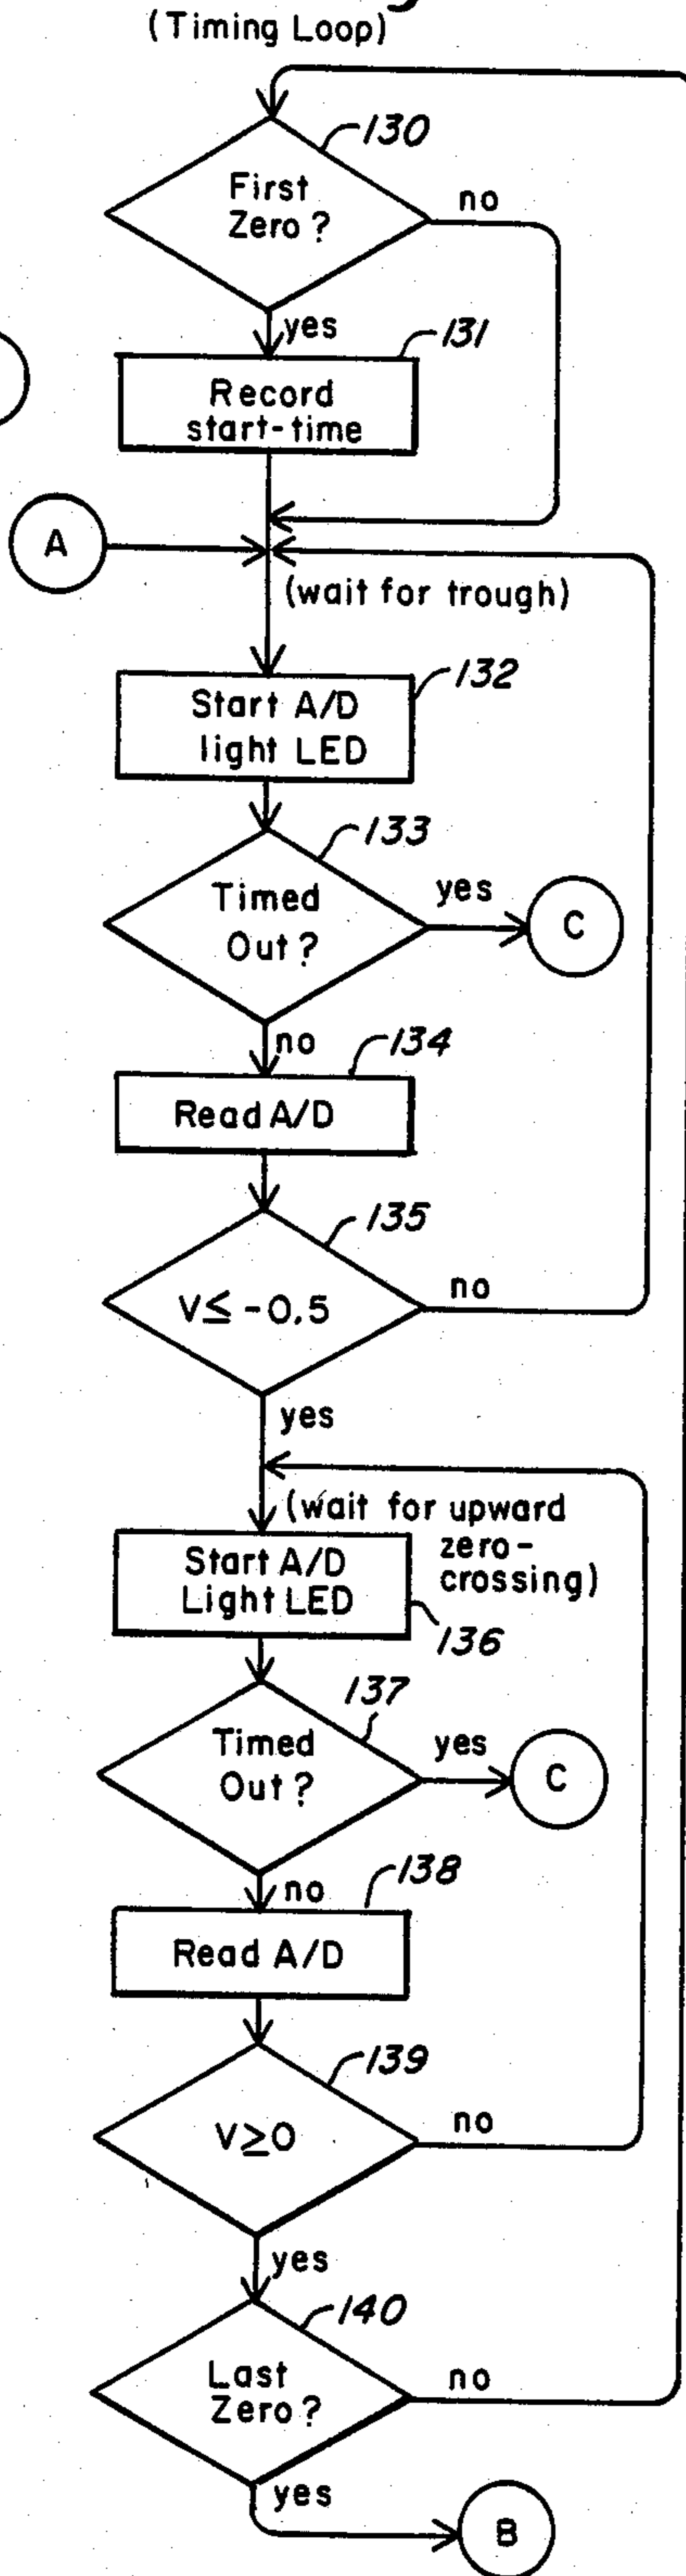 (Timing Loop)
130
First
Zero?
no
yes
131
Record
start-time
A
(wait for trough)
132
Start A/D
light LED
133
Timed
Out?
yes
C
no
134
Read A/D
135
V≤ -0.5
no
yes
(wait for upward
zero-
crossing)
Start A/D
Light LED
136
137
Timed
Out?
yes
C
no
138
Read A/D
139
V≥0
no
yes
140
Last
Zero?
no
yes
B